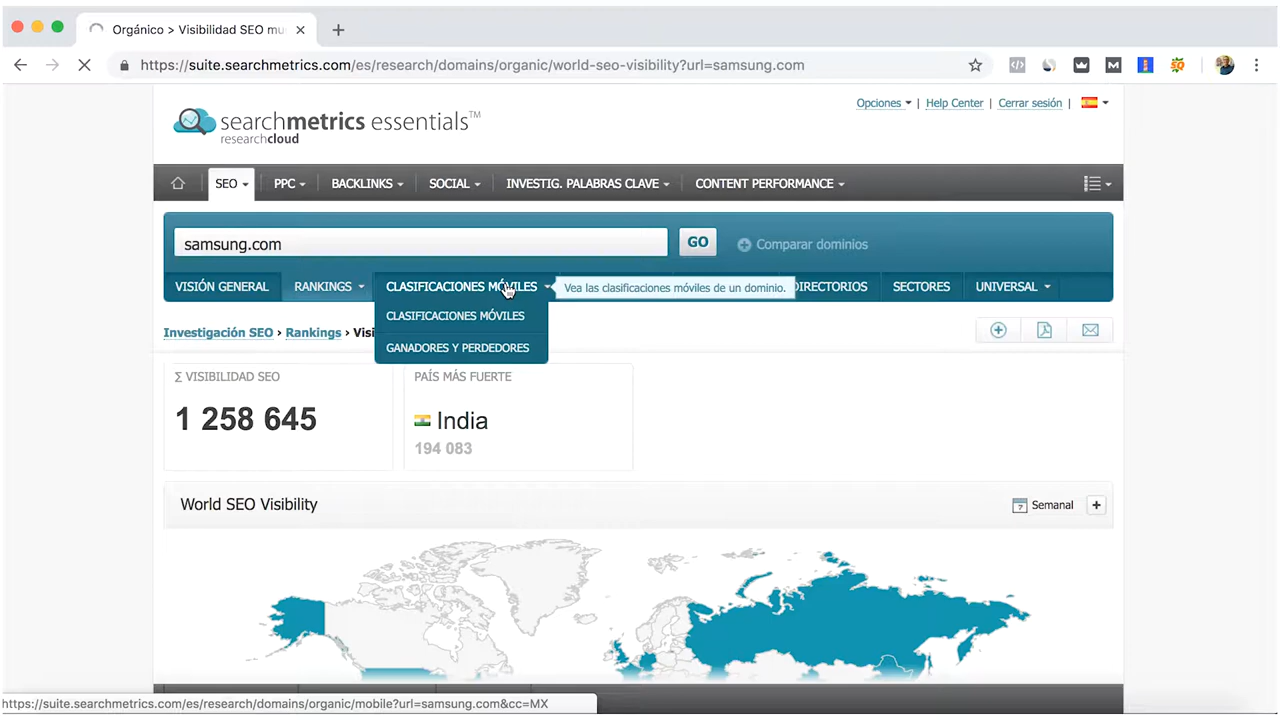 Orgánico > Visibilidad SEO mu
https://suite.searchmetrics.com/es/research/domains/organic/world-seo-visibility?url=samsung.com
Opciones | Help Center | Cerrar sesión |
searchmetrics essentials™
researchcloud
SEO PPC BACKLINKS SOCIAL INVESTIG. PALABRAS CLAVE CONTENT PERFORMANCE
samsung.com GO Comparar dominios
VISIÓN GENERAL RANKINGS CLASIFICACIONES MÓVILES Vea las clasificaciones móviles de un dominio. DIRECTORIOS SECTORES UNIVERSAL
CLASIFICACIONES MÓVILES
Investigación SEO › Rankings › Visi
GANADORES Y PERDEDORES
Σ VISIBILIDAD SEO PAÍS MÁS FUERTE
1 258 645 India
194 083
World SEO Visibility 7 Semanal
https://suite.searchmetrics.com/es/research/domains/organic/mobile?url=samsung.com&cc=MX